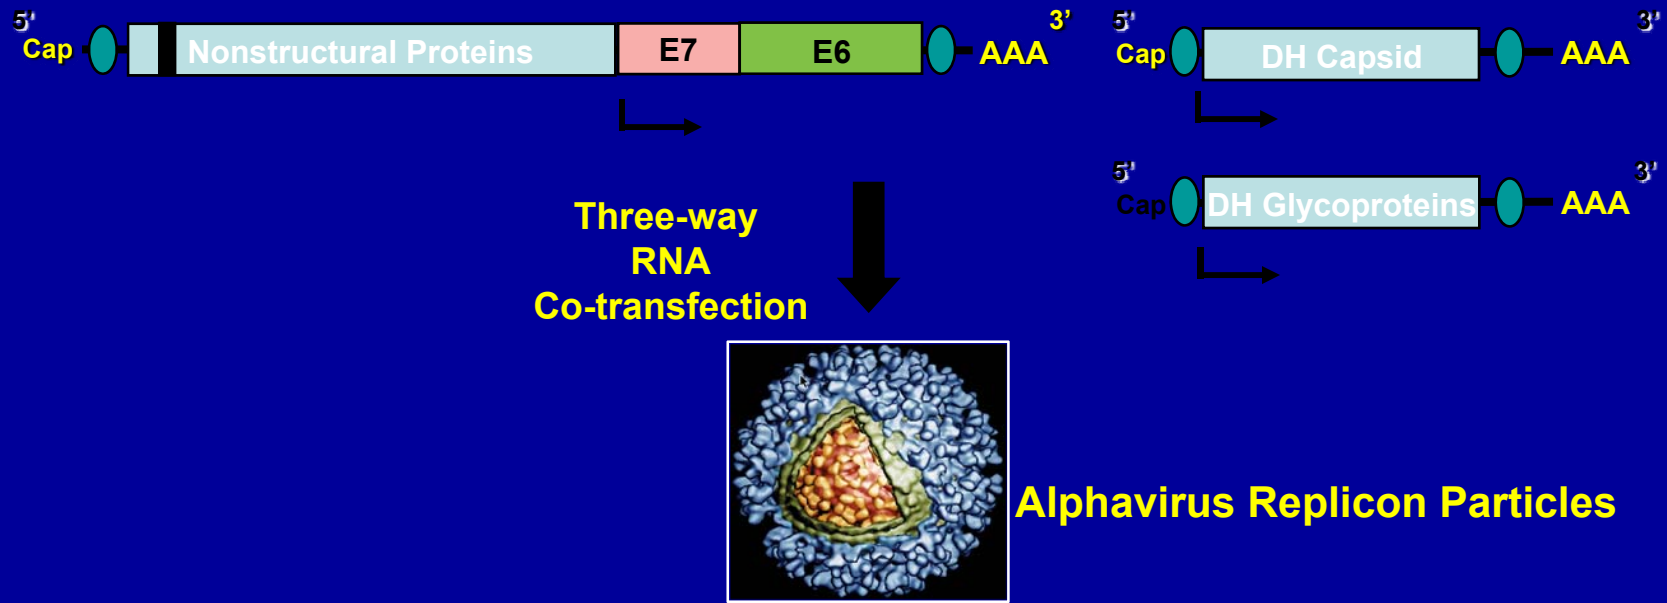 5' 3’ 5' 3'
Cap Nonstructural Proteins E7 E6 AAA Cap DH Capsid AAA
5' 3'
Cap DH Glycoproteins AAA
Three-way
RNA
Co-transfection
Alphavirus Replicon Particles